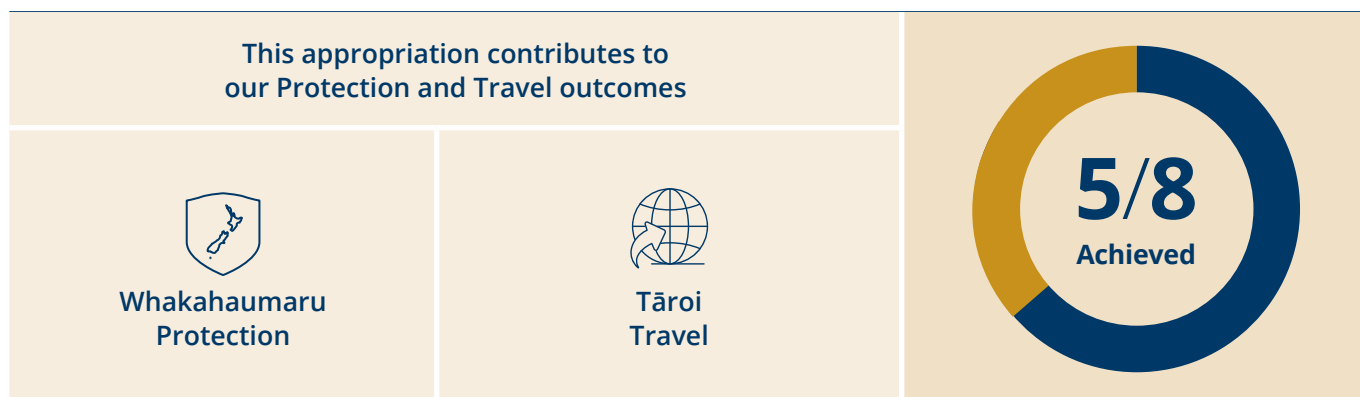 This appropriation contributes to
our Protection and Travel outcomes
Whakahaumaru
Protection
Tāroi
Travel
5/8
Achieved